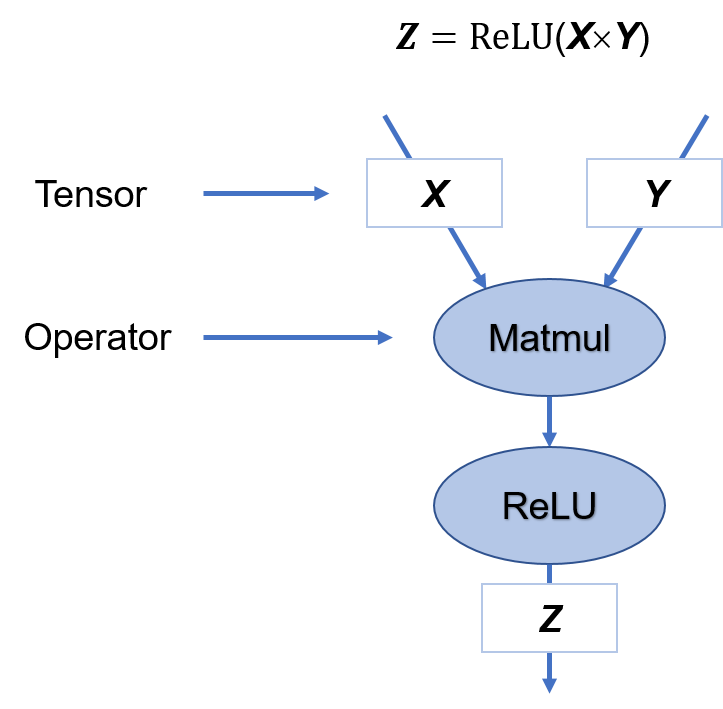 Z = ReLU(X×Y)
Tensor
X
Y
Operator
Matmul
ReLU
Z